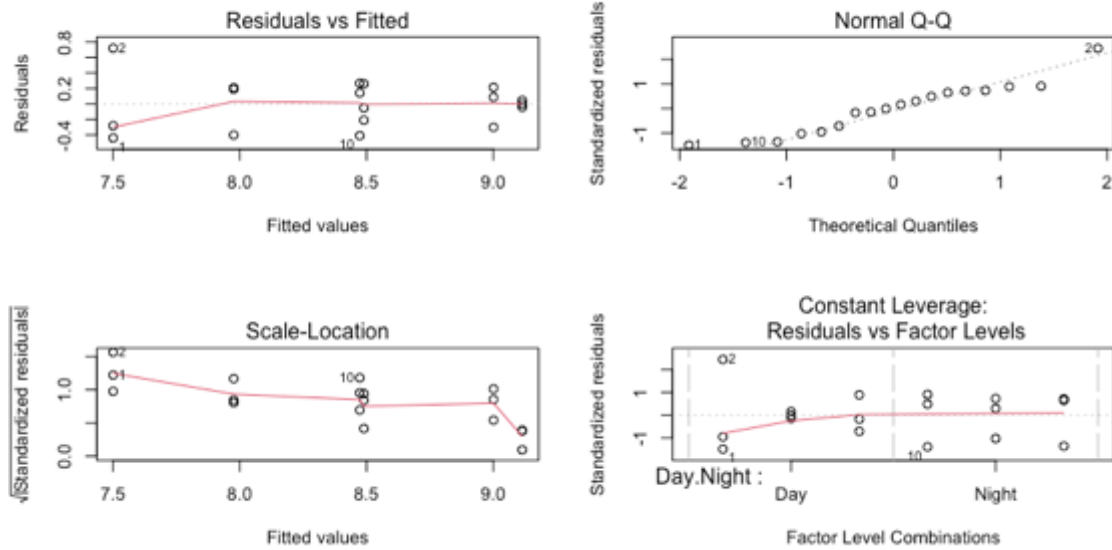 Residuals vs Fitted
Residuals
-0.4 0.2 0.8
2
1
10
7.5 8.0 8.5 9.0
Fitted values
Normal Q-Q
Standardized residuals
-1 1
1
10
2
-2 -1 0 1 2
Theoretical Quantiles
Scale-Location
√|Standardized residuals|
0.0 1.0
2
1
10
7.5 8.0 8.5 9.0
Fitted values
Constant Leverage:
Residuals vs Factor Levels
Standardized residuals
-1 1
2
1
10
Day.Night :
Day Night
Factor Level Combinations